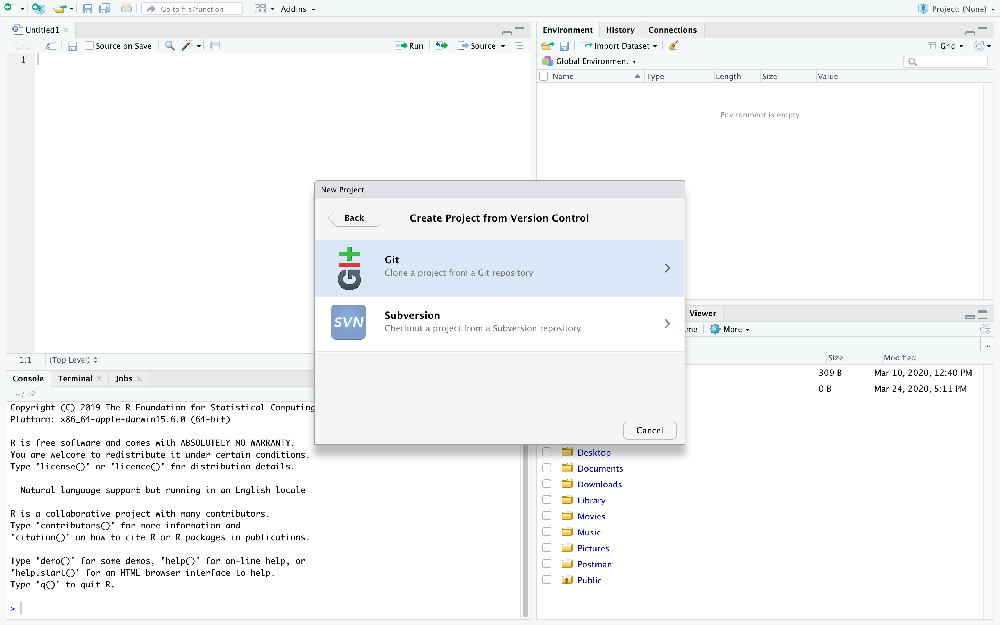 Go to file/function
Addins
Project: (None)
Untitled1
Source on Save
Run
Source
1
1:1
(Top Level)
Environment
History
Connections
Import Dataset
Grid
Global Environment
Name
Type
Length
Size
Value
Environment is empty
New Project
Back
Create Project from Version Control
Git
Clone a project from a Git repository
SVN
Subversion
Checkout a project from a Subversion repository
Cancel
Viewer
More
...
Size
Modified
309 B
Mar 10, 2020, 12:40 PM
0 B
Mar 24, 2020, 5:11 PM
Desktop
Documents
Downloads
Library
Movies
Music
Pictures
Postman
Public
Console
Terminal
Jobs
~/
Copyright (C) 2019 The R Foundation for Statistical Computing
Platform: x86_64-apple-darwin15.6.0 (64-bit)
R is free software and comes with ABSOLUTELY NO WARRANTY.
You are welcome to redistribute it under certain conditions.
Type 'license()' or 'licence()' for distribution details.
Natural language support but running in an English locale
R is a collaborative project with many contributors.
Type 'contributors()' for more information and
'citation()' on how to cite R or R packages in publications.
Type 'demo()' for some demos, 'help()' for on-line help, or
'help.start()' for an HTML browser interface to help.
Type 'q()' to quit R.
>